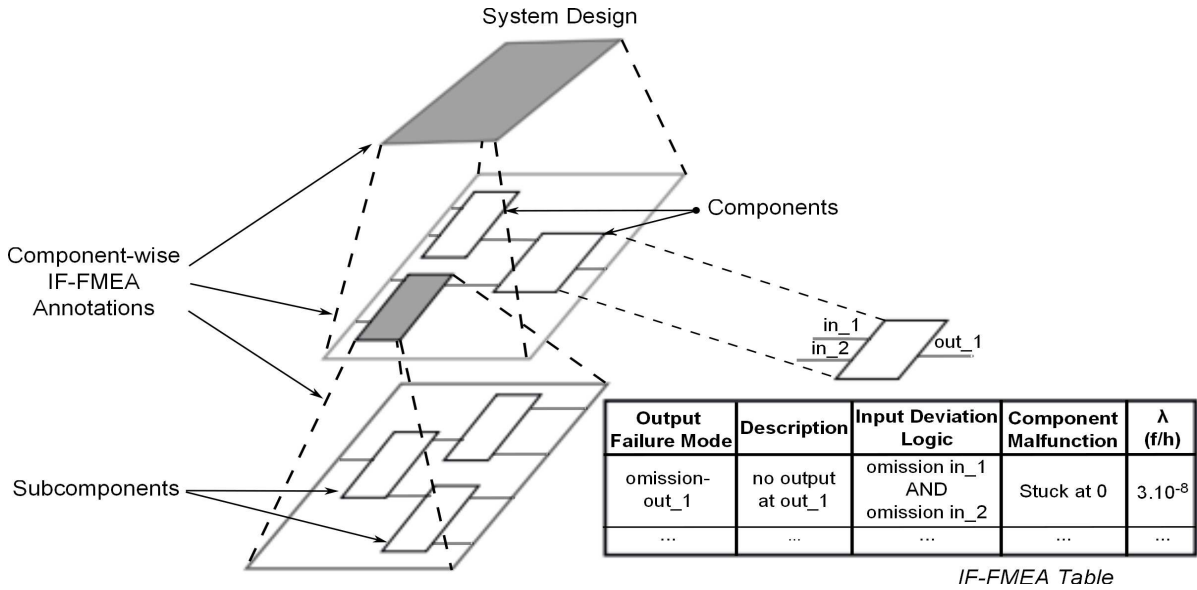 System Design
Components
Component-wise
IF-FMEA
Annotations
in_1
in_2
out_1
Subcomponents
Output
Failure Mode
Description
Input Deviation
Logic
Component
Malfunction
λ
(f/h)
omission-
out_1
no output
at out_1
omission in_1
AND
omission in_2
Stuck at 0
3.10-8
...
...
...
...
...
IF-FMEA Table